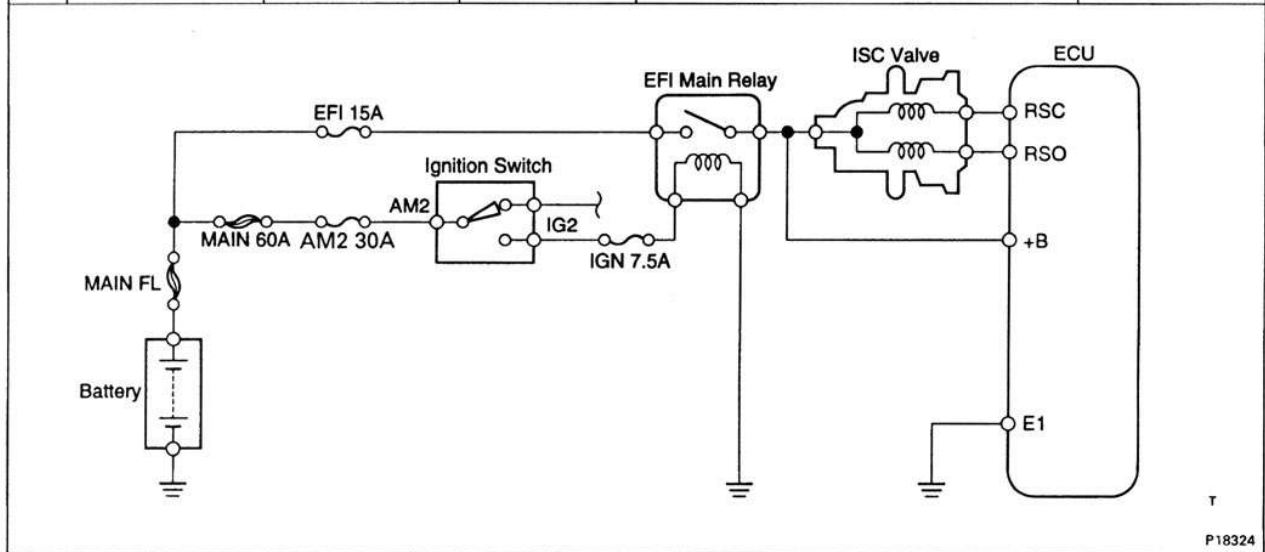 ISC Valve
ECU
EFI Main Relay
EFI 15A
RSC
RSO
Ignition Switch
AM2
IG2
MAIN 60A
AM2 30A
IGN 7.5A
+B
MAIN FL
Battery
E1
T
P18324